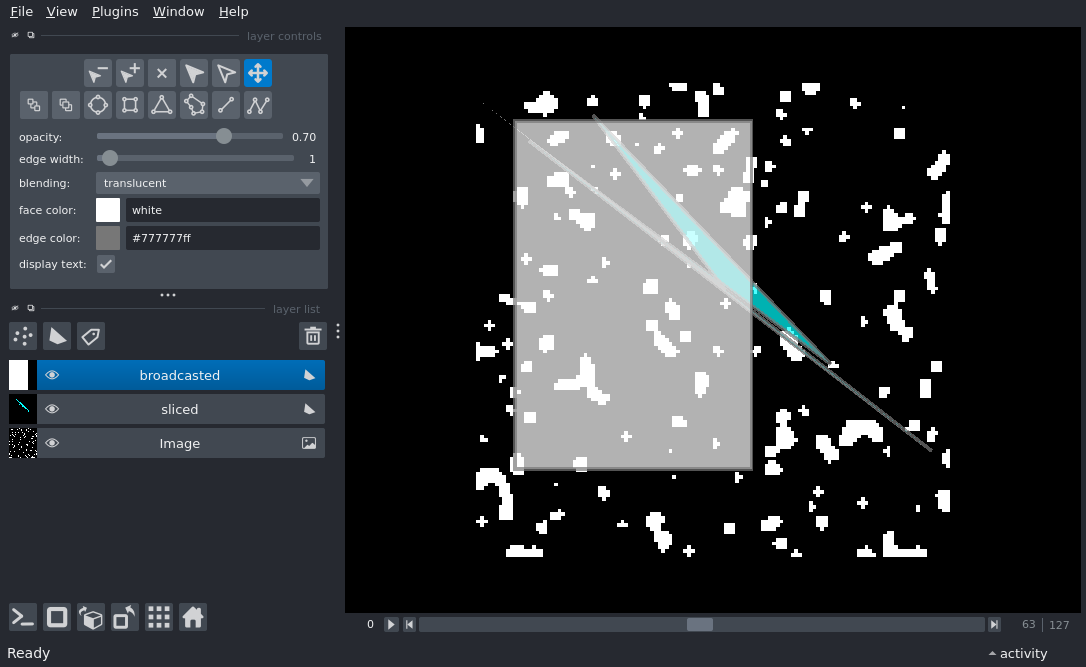 File View Plugins Window Help
layer controls
opacity: 0.70
edge width: 1
blending: translucent
face color: white
edge color: #777777ff
display text:
layer list
broadcasted
sliced
Image
0 63 127
Ready activity